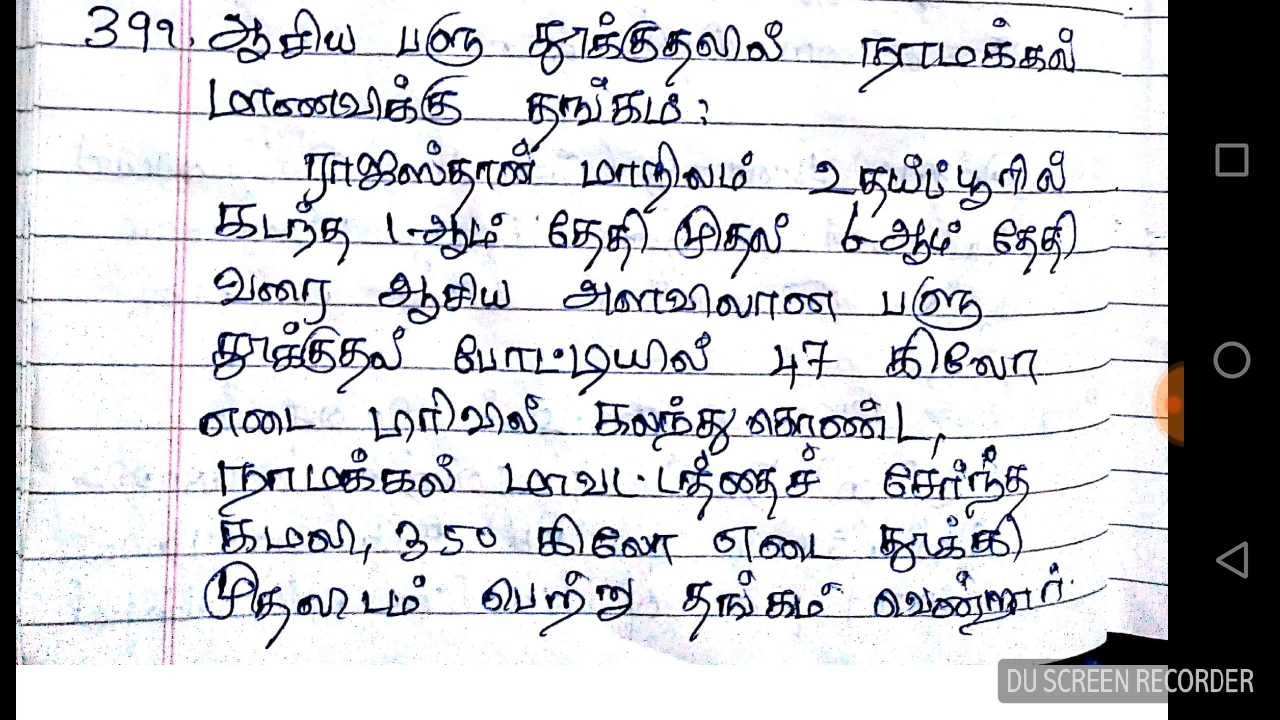 399. ஆசிய பளு தூக்குதலில் நாமக்கல்
மாணவிக்கு தங்கம்:
ராஜஸ்தான் மாநிலம் உதய்ப்பூரில்
கடந்த 1-ஆம் தேதி முதல் 6-ஆம் தேதி
வரை ஆசிய அளவிலான பளு
தூக்குதல் போட்டியில் 47 கிலோ
எடை பிரிவில் கலந்துகொண்ட,
நாமக்கல் மாவட்டத்தைச் சேர்ந்த
கமலி, 350 கிலோ எடை தூக்கி
முதலிடம் பெற்று தங்கம் வென்றார்.
DU SCREEN RECORDER